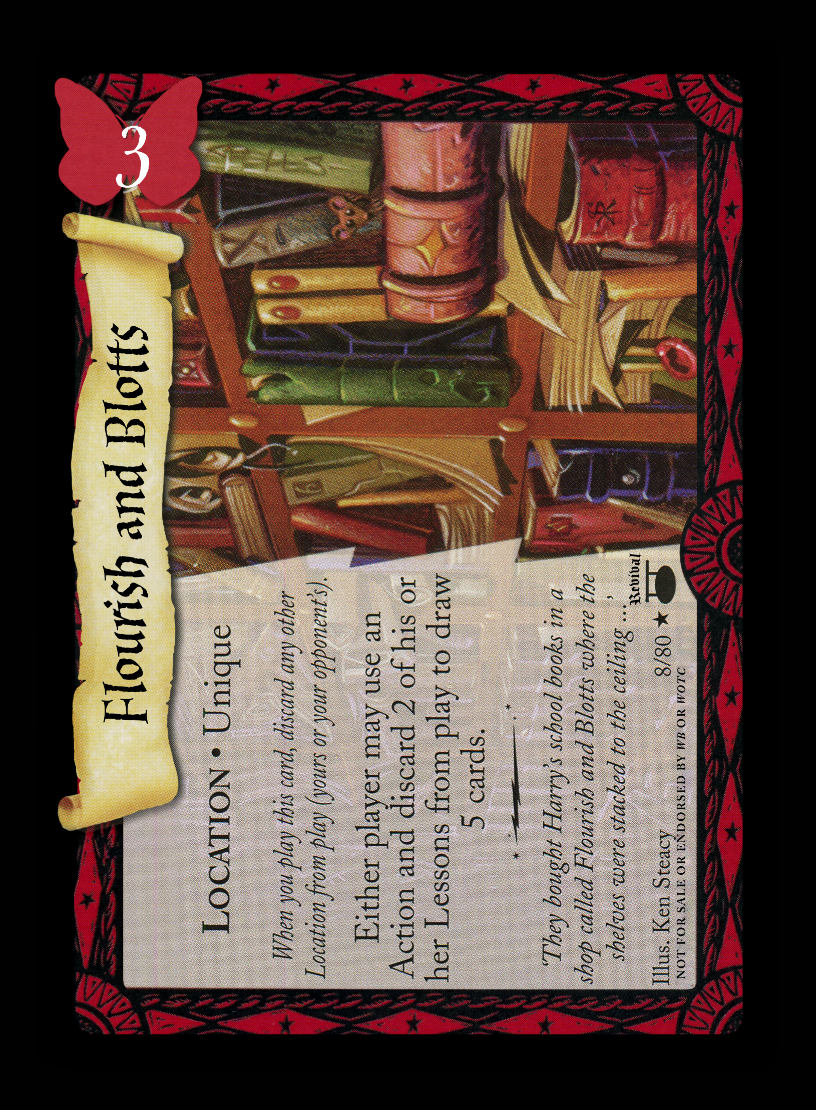 3
Flourish and Blotts
LOCATION • Unique
When you play this card, discard any other
Location from play (yours or your opponent's).
Either player may use an
Action and discard 2 of his or
her Lessons from play to draw
5 cards.
'They bought Harry's school books in a
shop called Flourish and Blotts where the
shelves were stacked to the ceiling ...'
Revival
Illus. Ken Steacy 8/80 ★
NOT FOR SALE OR ENDORSED BY WB OR WOTC